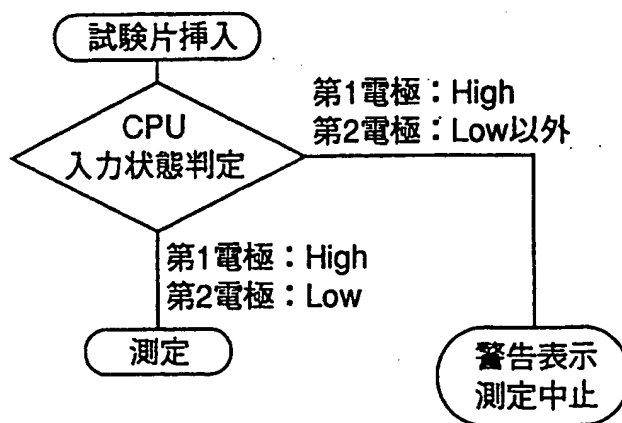 試験片挿入
CPU
入力状態判定
第1電極：High
第2電極：Low以外
第1電極：High
第2電極：Low
測定
警告表示
測定中止